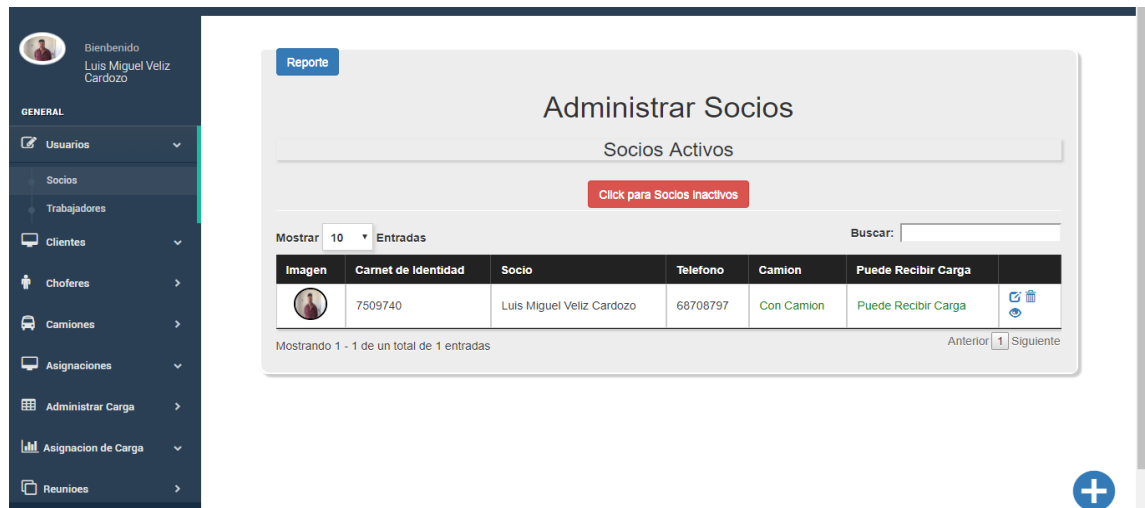 Bienbenido
Luis Miguel Veliz
Cardozo
GENERAL
Usuarios
Socios
Trabajadores
Clientes
Choferes
Camiones
Asignaciones
Administrar Carga
Asignacion de Carga
Reunioes
Reporte
Administrar Socios
Socios Activos
Click para Socios Inactivos
Mostrar 10 Entradas
Buscar:
Imagen Carnet de Identidad Socio Telefono Camion Puede Recibir Carga
7509740 Luis Miguel Veliz Cardozo 68708797 Con Camion Puede Recibir Carga
Mostrando 1 - 1 de un total de 1 entradas
Anterior 1 Siguiente